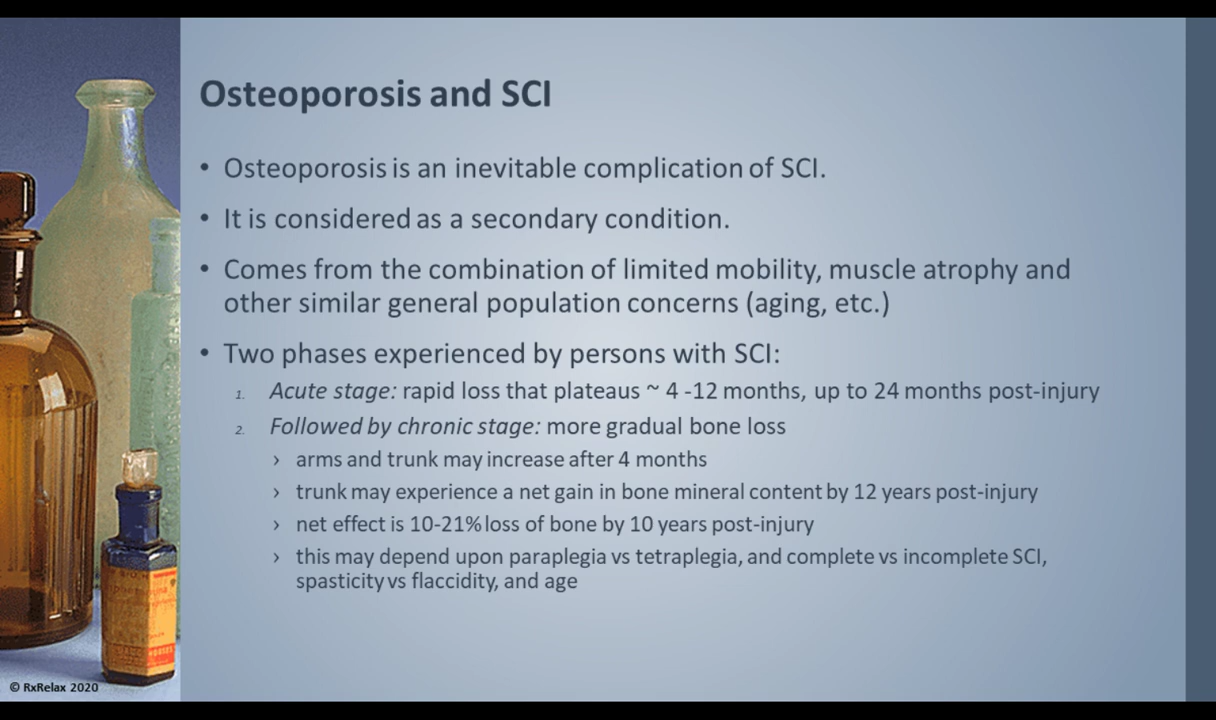 Osteoporosis and SCI
• Osteoporosis is an inevitable complication of SCI.
• It is considered as a secondary condition.
• Comes from the combination of limited mobility, muscle atrophy and
other similar general population concerns (aging, etc.)
• Two phases experienced by persons with SCI:
1. Acute stage: rapid loss that plateaus ~ 4 -12 months, up to 24 months post-injury
2. Followed by chronic stage: more gradual bone loss
› arms and trunk may increase after 4 months
› trunk may experience a net gain in bone mineral content by 12 years post-injury
› net effect is 10-21% loss of bone by 10 years post-injury
› this may depend upon paraplegia vs tetraplegia, and complete vs incomplete SCI,
spasticity vs flaccidity, and age
© RxRelax 2020